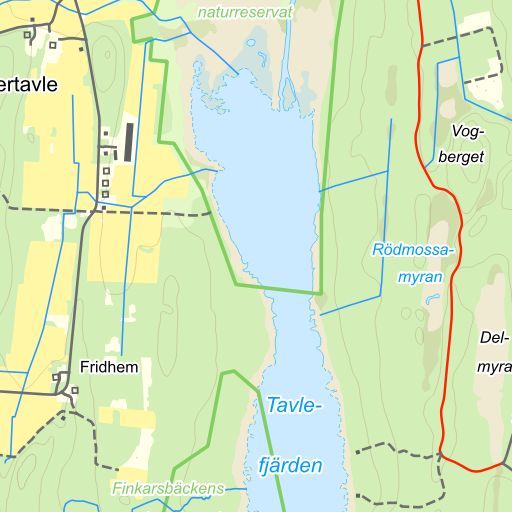 naturreservat
ertavle
Vog-
berget
Rödmossa-
myran
Del-
myra
Fridhem
Tavle-
fjärden
Finkarsbäckens